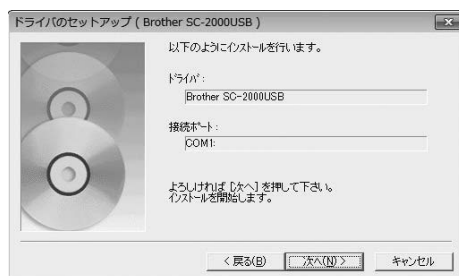 ドライバのセットアップ ( Brother SC-2000USB )
以下のようにインストールを行います。
ドライバ :
Brother SC-2000USB
接続ポート :
COM1:
よろしければ [次へ] を押して下さい。
インストールを開始します。
< 戻る(B)
次へ(N) >
キャンセル